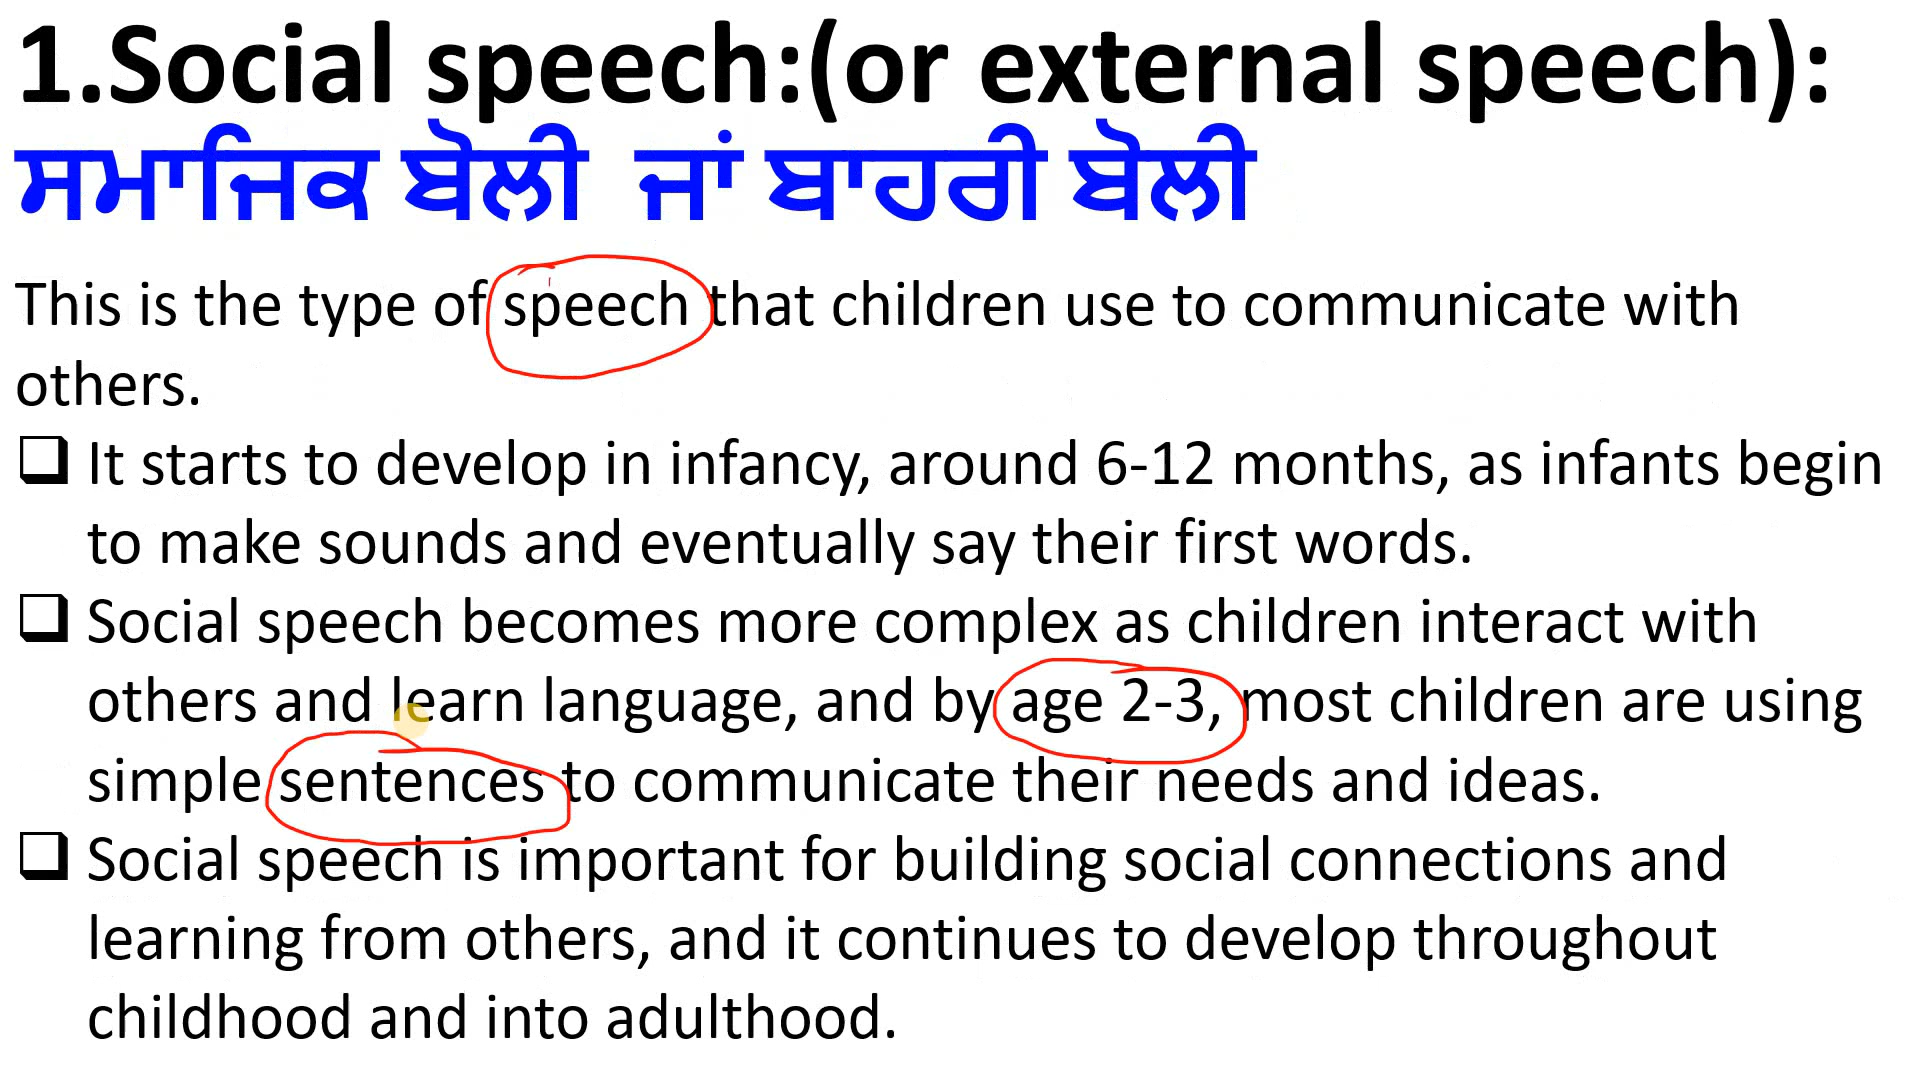 1.Social speech:(or external speech):
ਸਮਾਜਿਕ ਬੋਲੀ ਜਾਂ ਬਾਹਰੀ ਬੋਲੀ
This is the type of speech that children use to communicate with
others.
❑ It starts to develop in infancy, around 6-12 months, as infants begin
to make sounds and eventually say their first words.
❑ Social speech becomes more complex as children interact with
others and learn language, and by age 2-3, most children are using
simple sentences to communicate their needs and ideas.
❑ Social speech is important for building social connections and
learning from others, and it continues to develop throughout
childhood and into adulthood.